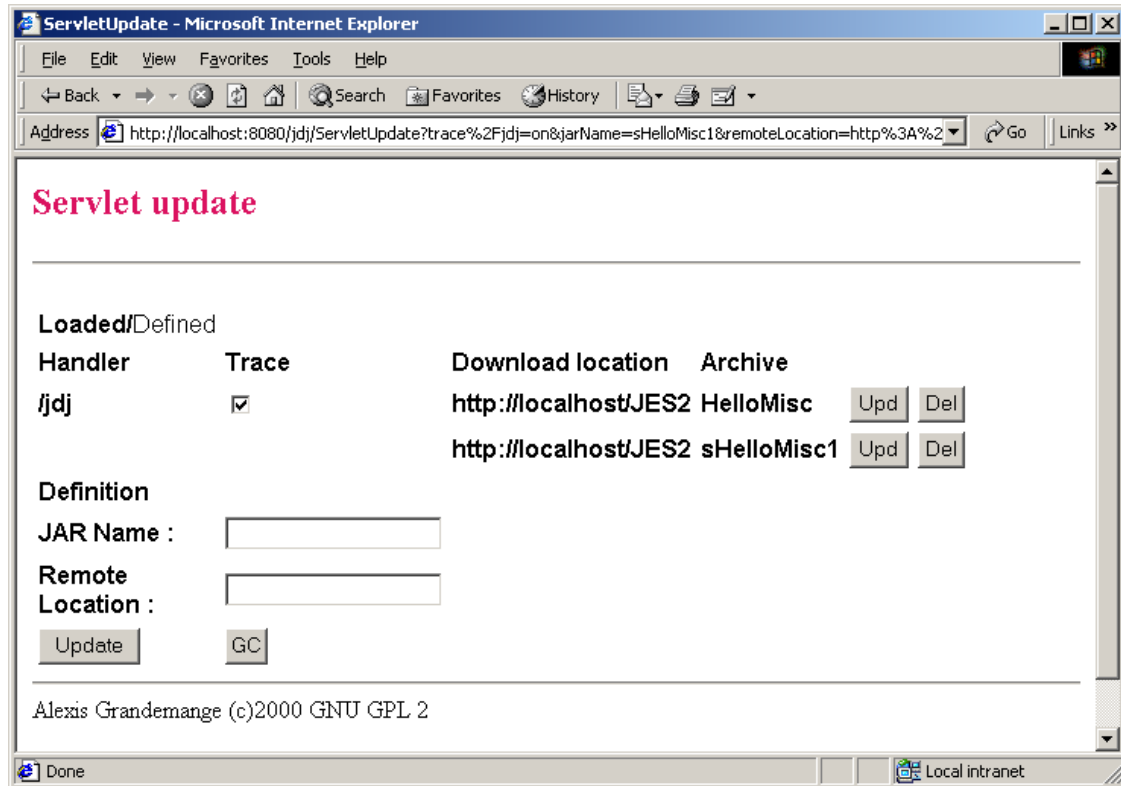 ServletUpdate - Microsoft Internet Explorer
File Edit View Favorites Tools Help
Back Search Favorites History
Address http://localhost:8080/jdj/ServletUpdate?trace%2Fjdj=on&jarName=sHelloMisc1&remoteLocation=http%3A%2 Go Links »
Servlet update
Loaded/Defined
Handler Trace Download location Archive
/jdj http://localhost/JES2 HelloMisc Upd Del
http://localhost/JES2 sHelloMisc1 Upd Del
Definition
JAR Name :
Remote
Location :
Update GC
Alexis Grandemange (c)2000 GNU GPL 2
Done Local intranet